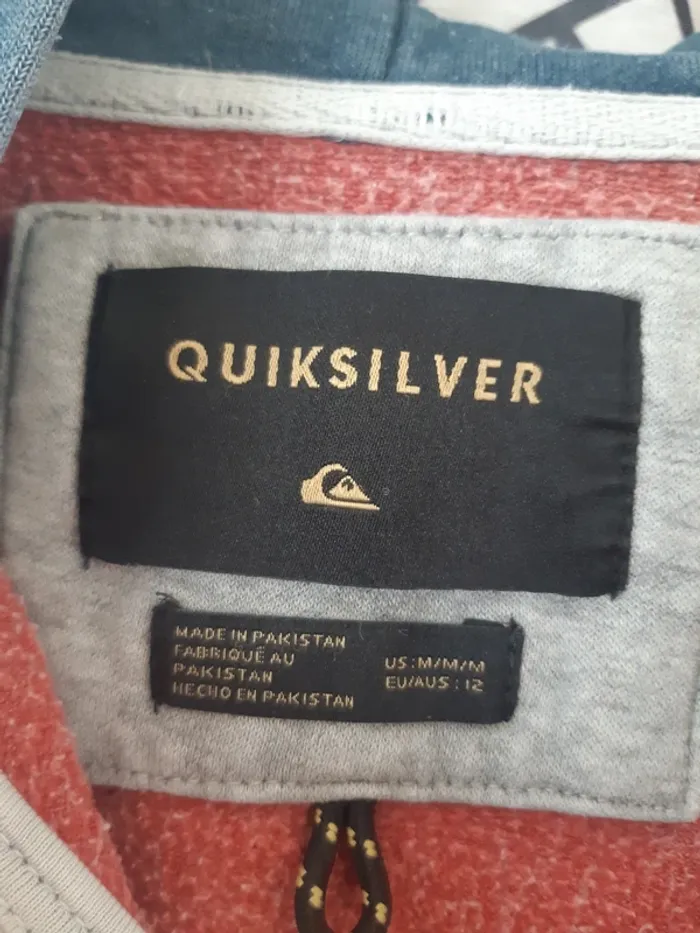 QUIKSILVER
MADE IN PAKISTAN
FABRIQUÉ AU
PAKISTAN
HECHO EN PAKISTAN
US:M/M/M
EU/AUS : 12